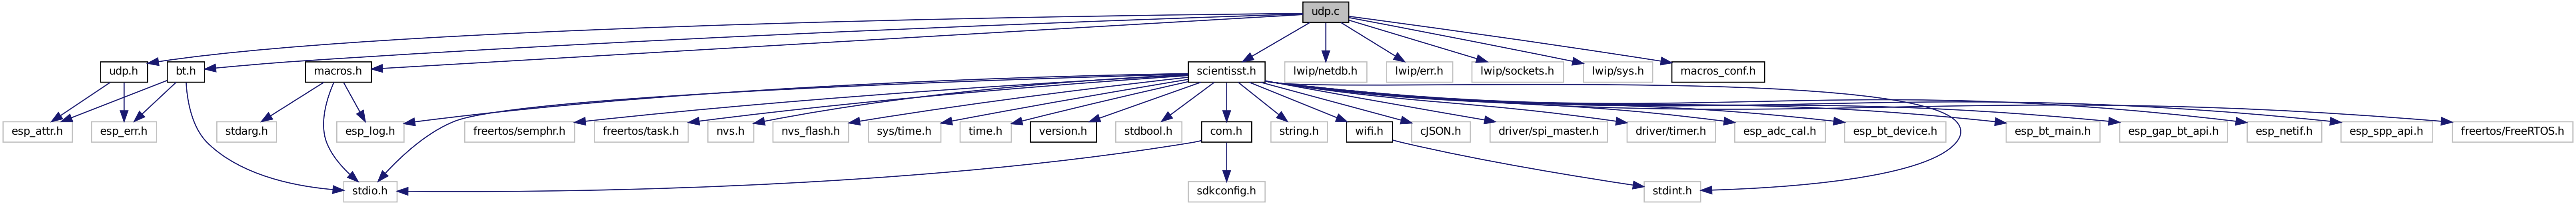 udp.c
udp.h
bt.h
macros.h
scientisst.h
lwip/netdb.h
lwip/err.h
lwip/sockets.h
lwip/sys.h
macros_conf.h
esp_attr.h
esp_err.h
stdarg.h
esp_log.h
freertos/semphr.h
freertos/task.h
nvs.h
nvs_flash.h
sys/time.h
time.h
version.h
stdbool.h
com.h
string.h
wifi.h
cJSON.h
driver/spi_master.h
driver/timer.h
esp_adc_cal.h
esp_bt_device.h
esp_bt_main.h
esp_gap_bt_api.h
esp_netif.h
esp_spp_api.h
freertos/FreeRTOS.h
stdio.h
sdkconfig.h
stdint.h